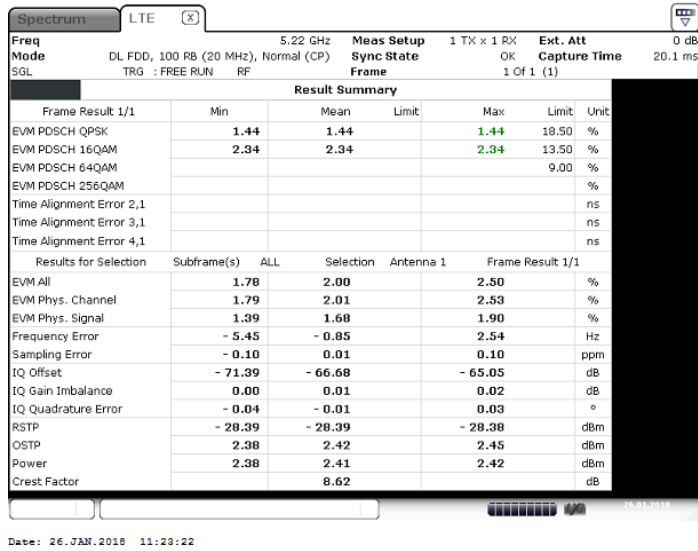 Spectrum LTE X
Freq 5.22 GHz Meas Setup 1 TX x 1 RX Ext. Att 0 dB
Mode DL FDD, 100 RB (20 MHz), Normal (CP) Sync State OK Capture Time 20.1 ms
SGL TRG : FREE RUN RF Frame 1 Of 1 (1)
Result Summary
Frame Result 1/1 Min Mean Limit Max Limit Unit
EVM PDSCH QPSK 1.44 1.44 1.44 18.50 %
EVM PDSCH 16QAM 2.34 2.34 2.34 13.50 %
EVM PDSCH 64QAM 9.00 %
EVM PDSCH 256QAM %
Time Alignment Error 2,1 ns
Time Alignment Error 3,1 ns
Time Alignment Error 4,1 ns
Results for Selection Subframe(s) ALL Selection Antenna 1 Frame Result 1/1
EVM All 1.78 2.00 2.50 %
EVM Phys. Channel 1.79 2.01 2.53 %
EVM Phys. Signal 1.39 1.68 1.90 %
Frequency Error - 5.45 - 0.85 2.54 Hz
Sampling Error - 0.10 0.01 0.10 ppm
IQ Offset - 71.39 - 66.68 - 65.05 dB
IQ Gain Imbalance 0.00 0.01 0.02 dB
IQ Quadrature Error - 0.04 - 0.01 0.03 °
RSTP - 28.39 - 28.39 - 28.38 dBm
OSTP 2.38 2.42 2.45 dBm
Power 2.38 2.41 2.42 dBm
Crest Factor 8.62 dB
26.01.2018
Date: 26.JAN.2018 11:23:22